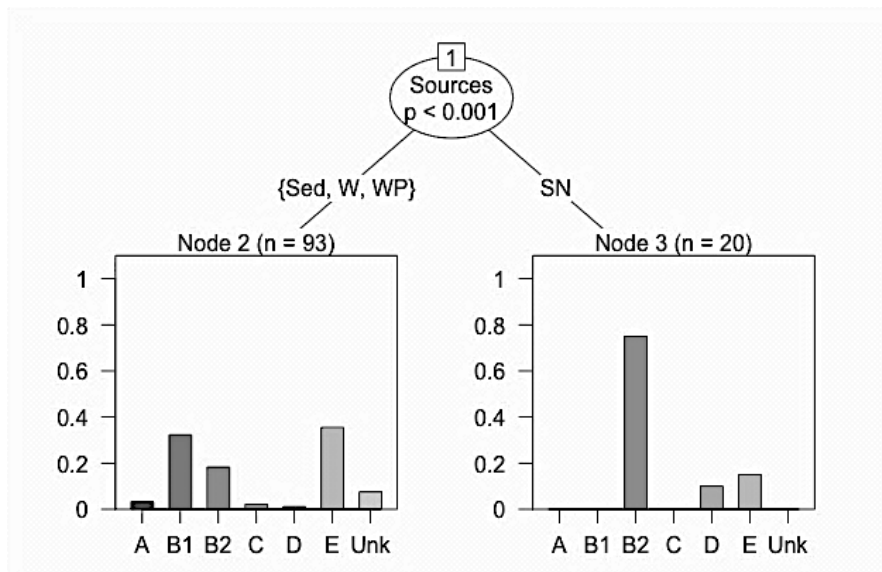 1
Sources
p < 0.001
{Sed, W, WP}
SN
Node 2 (n = 93)
1
0.8
0.6
0.4
0.2
0
A B1 B2 C D E Unk
Node 3 (n = 20)
1
0.8
0.6
0.4
0.2
0
A B1 B2 C D E Unk